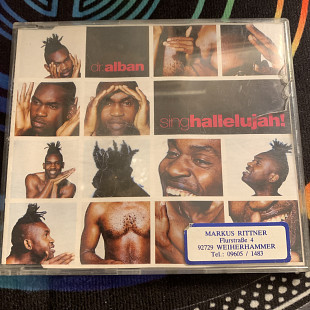 dr. alban
sing hallelujah!
MARKUS RITTNER
Flurstraße 4
92729 WEIHERHAMMER
Tel.: 09605 / 1483